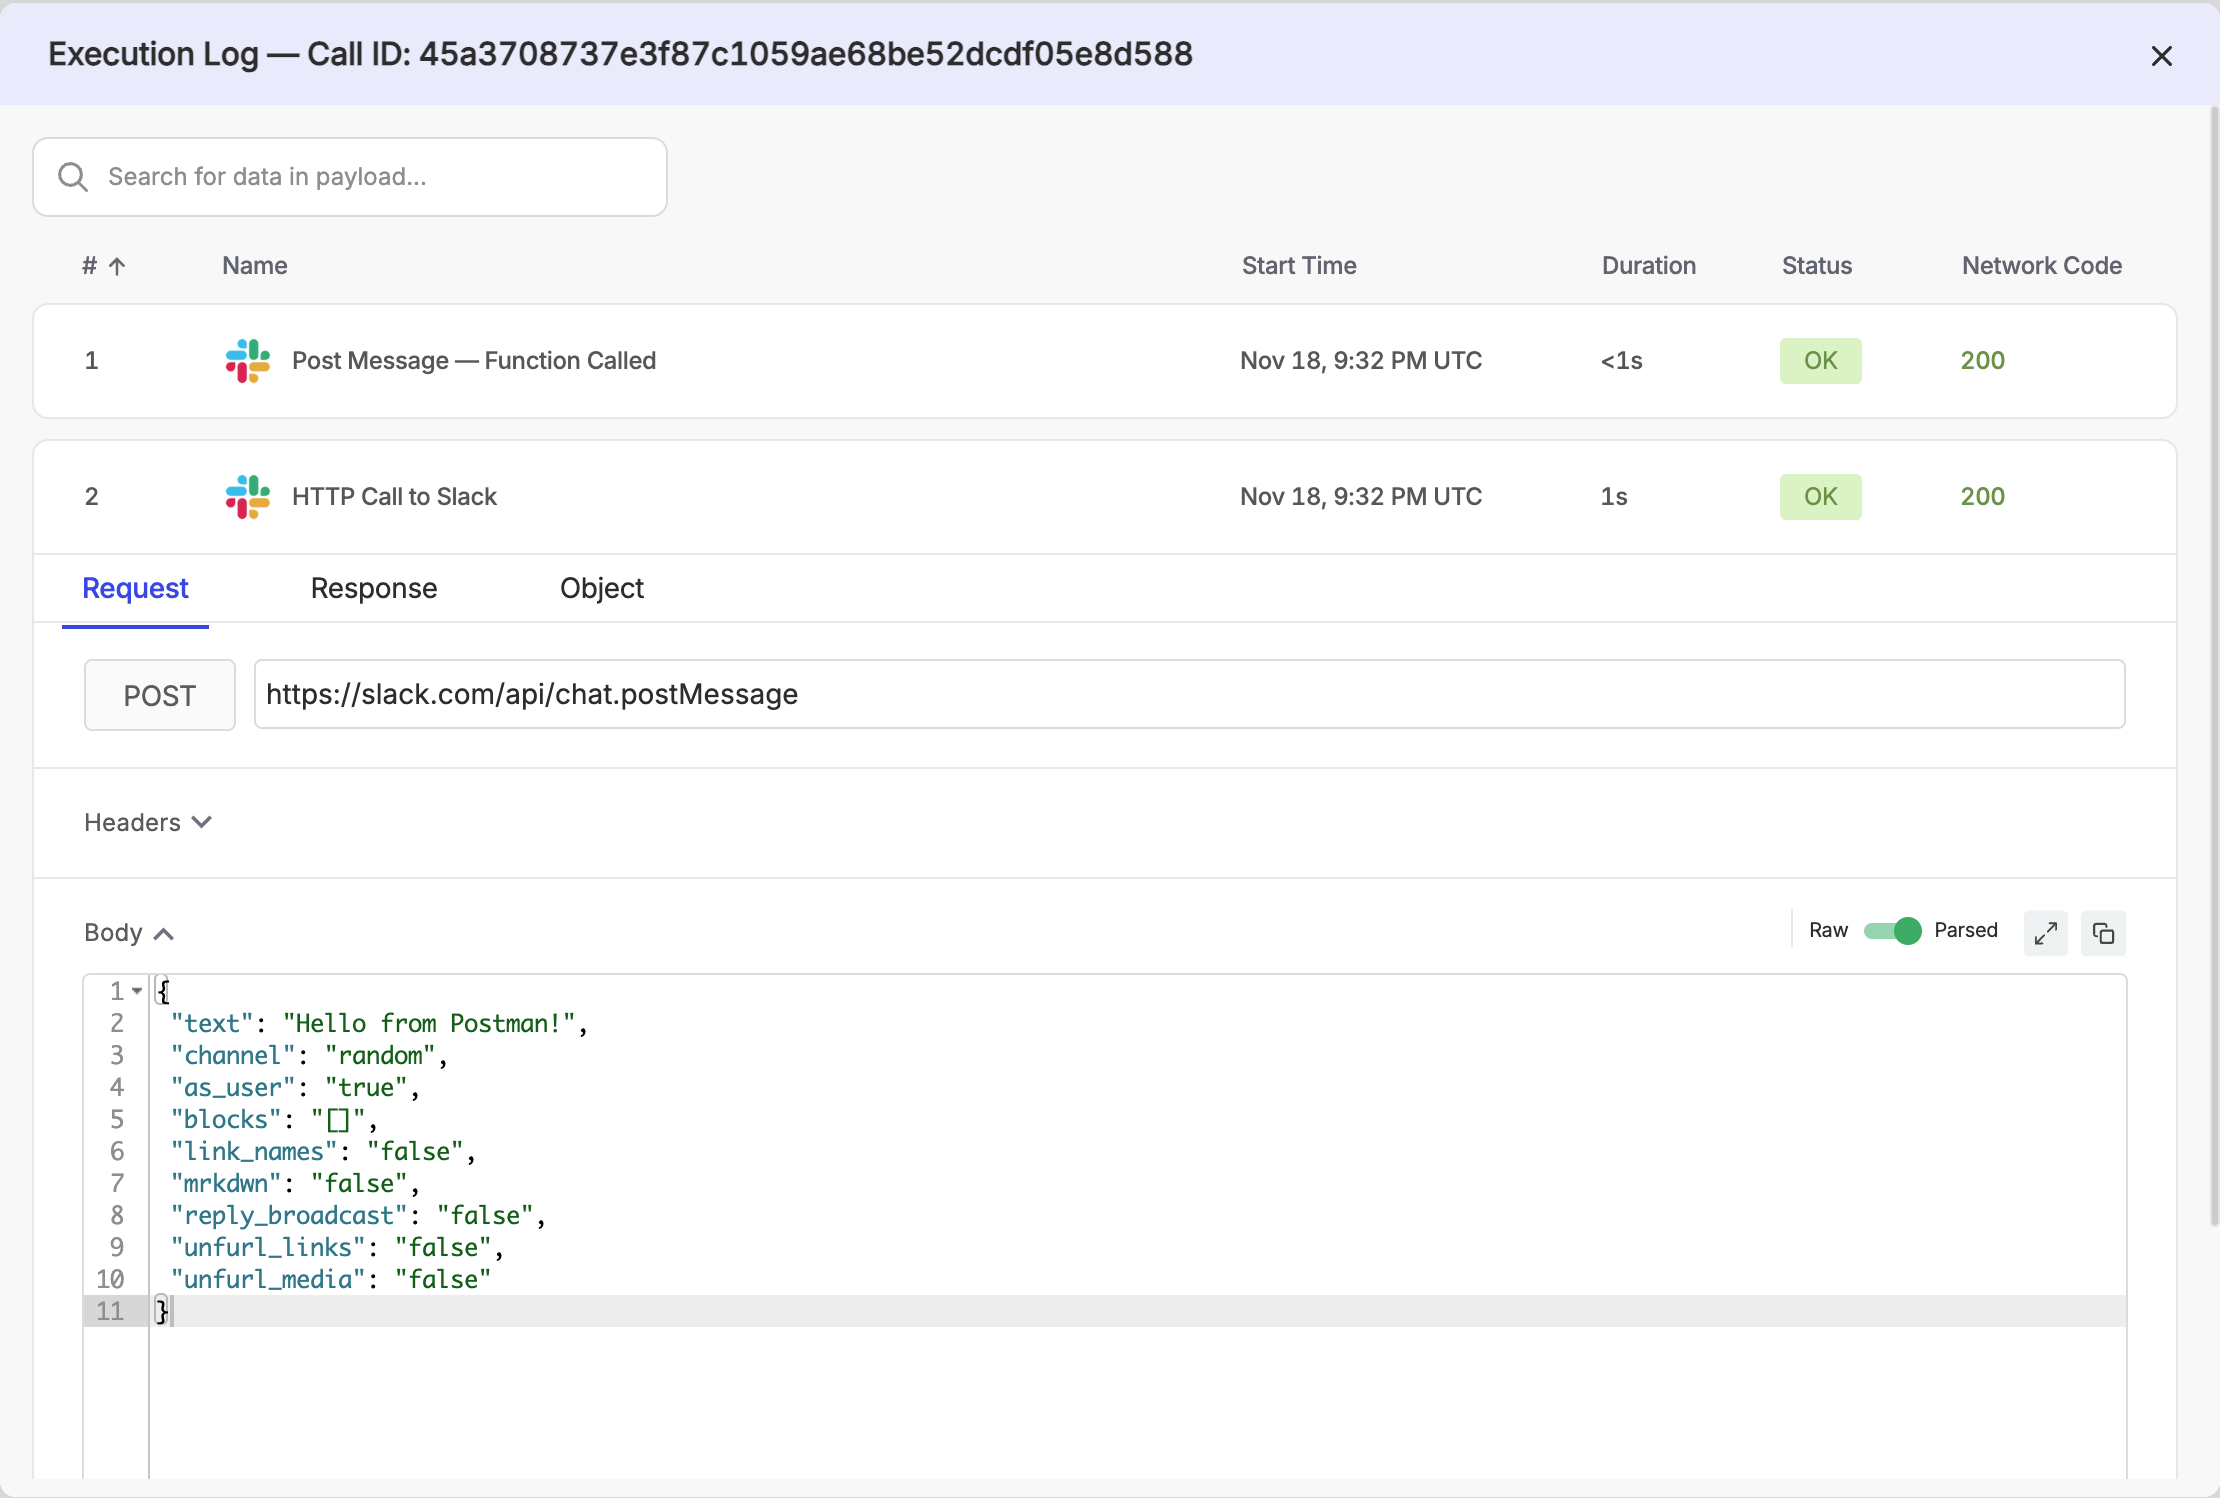 Execution Log — Call ID: 45a3708737e3f87c1059ae68be52dcdf05e8d588
Search for data in payload...
# Name Start Time Duration Status Network Code
1 Post Message — Function Called Nov 18, 9:32 PM UTC <1s OK 200
2 HTTP Call to Slack Nov 18, 9:32 PM UTC 1s OK 200
Request Response Object
POST https://slack.com/api/chat.postMessage
Headers
Body Raw Parsed
1 {
2 "text": "Hello from Postman!",
3 "channel": "random",
4 "as_user": "true",
5 "blocks": "[]",
6 "link_names": "false",
7 "mrkdwn": "false",
8 "reply_broadcast": "false",
9 "unfurl_links": "false",
10 "unfurl_media": "false"
11 }